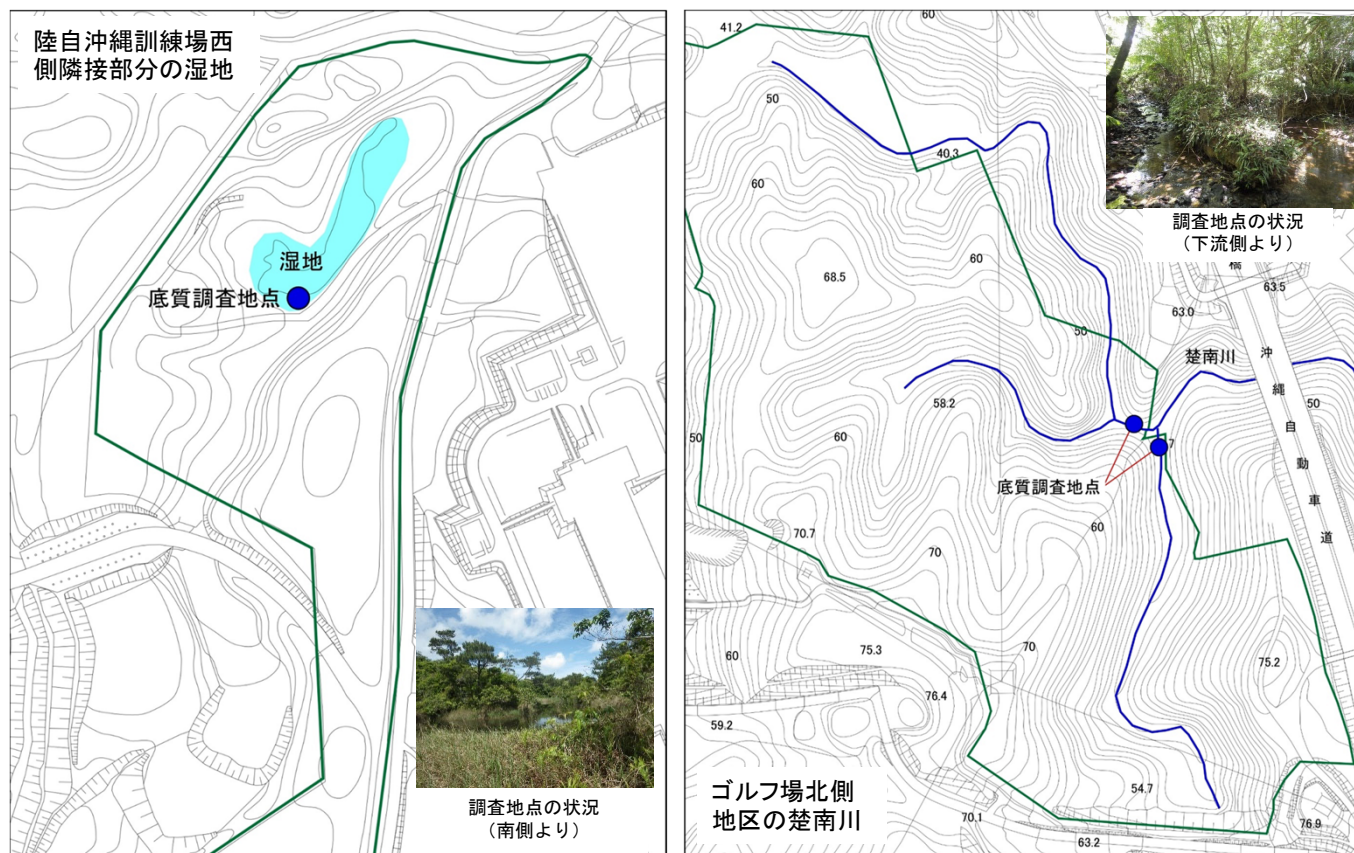 陸自沖縄訓練場西
側隣接部分の湿地
湿地
底質調査地点
調査地点の状況
(南側より)
41.2
60
50
40.3
60
60
68.5
50
調査地点の状況
(下流側より)
橋
63.5
63.0
楚南川
沖縄自動車道
50
58.2
60
50
7
底質調査地点
60
70.7
70
70
75.2
60
75.3
76.4
59.2
ゴルフ場北側
地区の楚南川
54.7
70.1
63.2
76.9